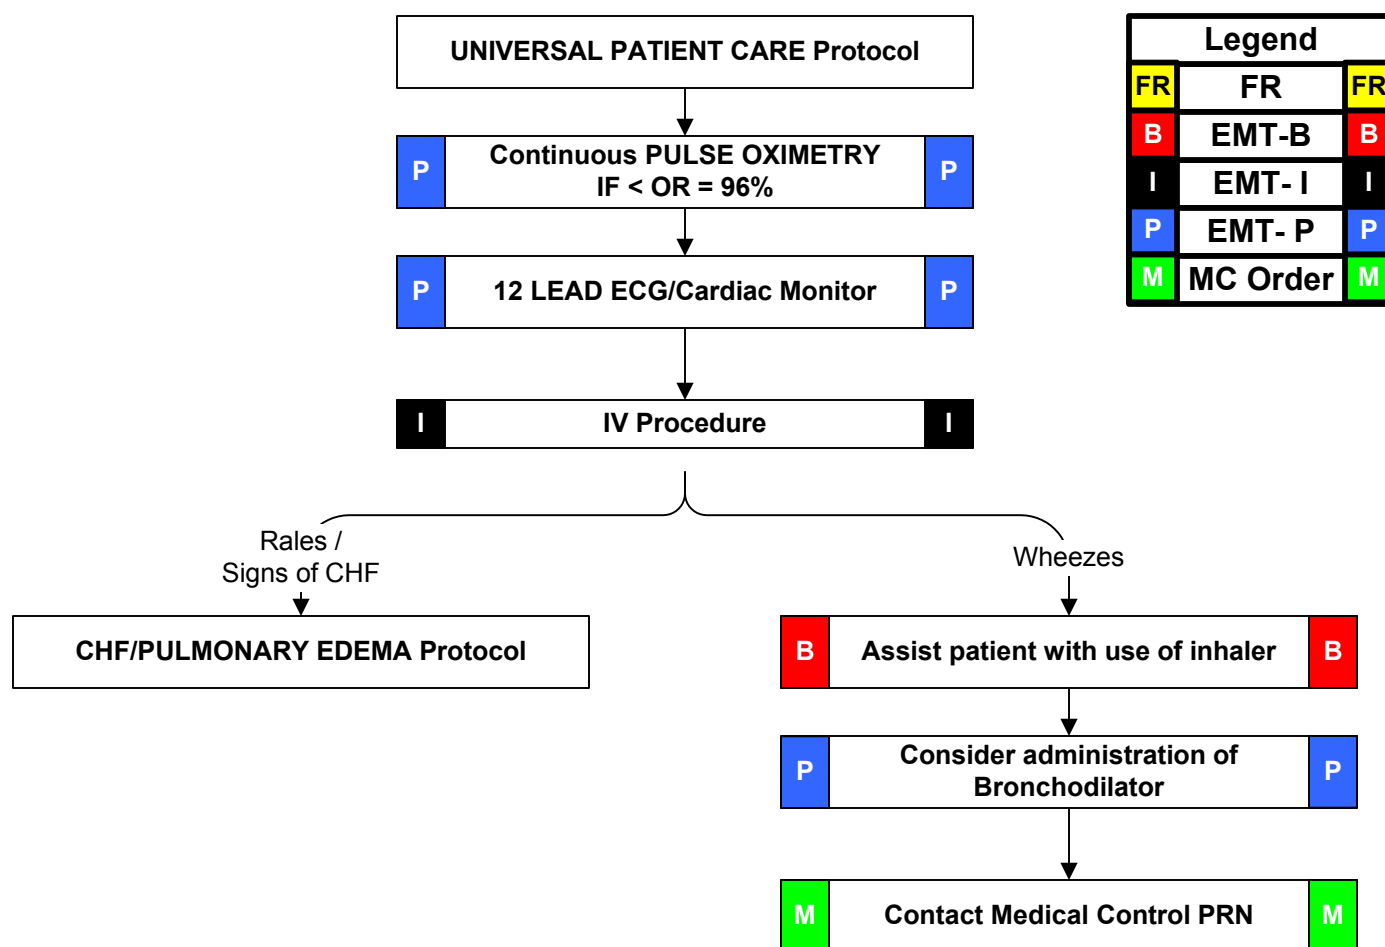 UNIVERSAL PATIENT CARE Protocol
Legend
FR FR FR
B EMT-B B
I EMT- I I
P EMT- P P
M MC Order M
P Continuous PULSE OXIMETRY P
IF < OR = 96%
P 12 LEAD ECG/Cardiac Monitor P
I IV Procedure I
Rales /
Signs of CHF
CHF/PULMONARY EDEMA Protocol
Wheezes
B Assist patient with use of inhaler B
P Consider administration of P
Bronchodilator
M Contact Medical Control PRN M